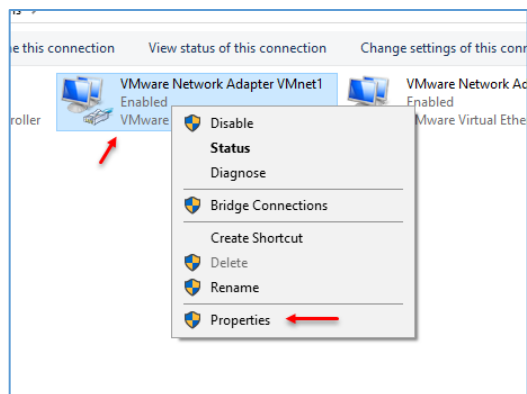 e this connection View status of this connection Change settings of this conn
VMware Network Adapter VMnet1 VMware Network Ad
Enabled Enabled
roller VMware Mware Virtual Ethe
Disable
Status
Diagnose
Bridge Connections
Create Shortcut
Delete
Rename
Properties